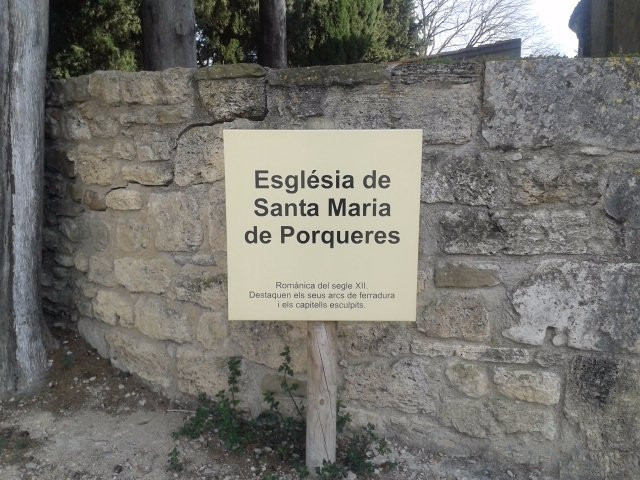 Església de
Santa Maria
de Porqueres
Romànica del segle XII.
Destaquen els seus arcs de ferradura
i els capitells esculpits.